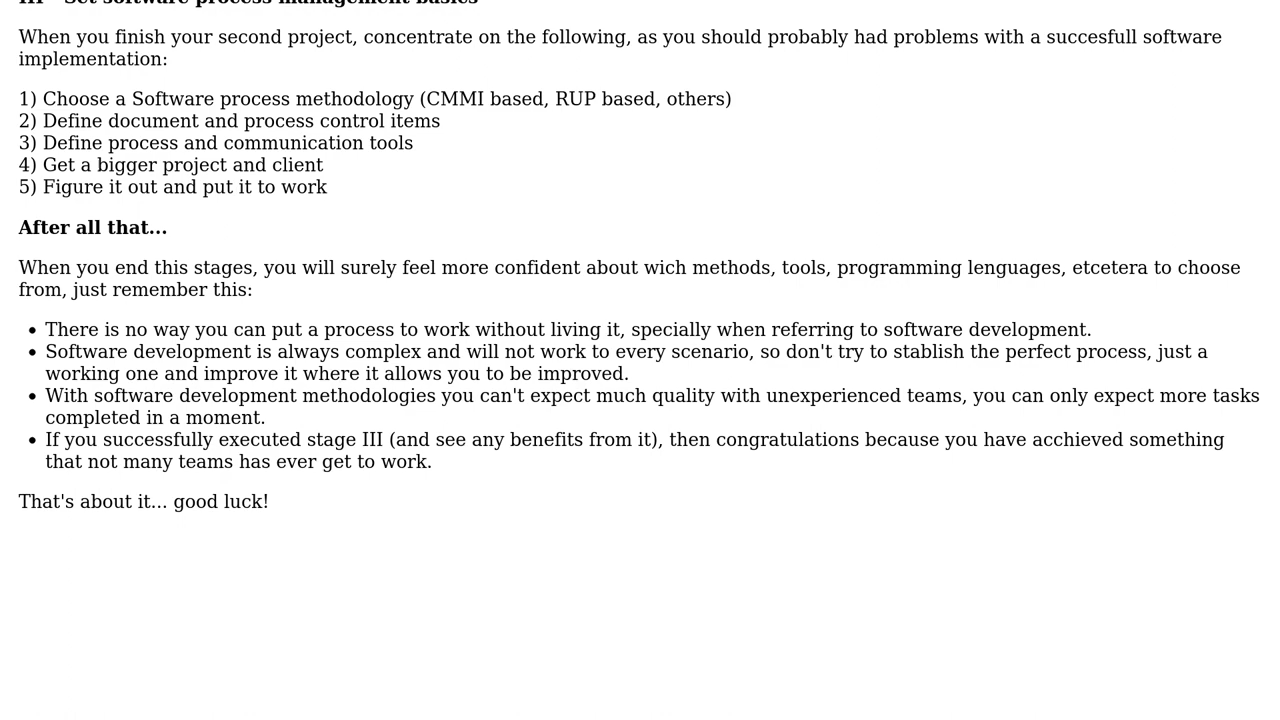 III - Set software process management basics
When you finish your second project, concentrate on the following, as you should probably had problems with a succesfull software
implementation:
1) Choose a Software process methodology (CMMI based, RUP based, others)
2) Define document and process control items
3) Define process and communication tools
4) Get a bigger project and client
5) Figure it out and put it to work
After all that...
When you end this stages, you will surely feel more confident about wich methods, tools, programming lenguages, etcetera to choose
from, just remember this:
• There is no way you can put a process to work without living it, specially when referring to software development.
• Software development is always complex and will not work to every scenario, so don't try to stablish the perfect process, just a
working one and improve it where it allows you to be improved.
• With software development methodologies you can't expect much quality with unexperienced teams, you can only expect more tasks
completed in a moment.
• If you successfully executed stage III (and see any benefits from it), then congratulations because you have acchieved something
that not many teams has ever get to work.
That's about it... good luck!